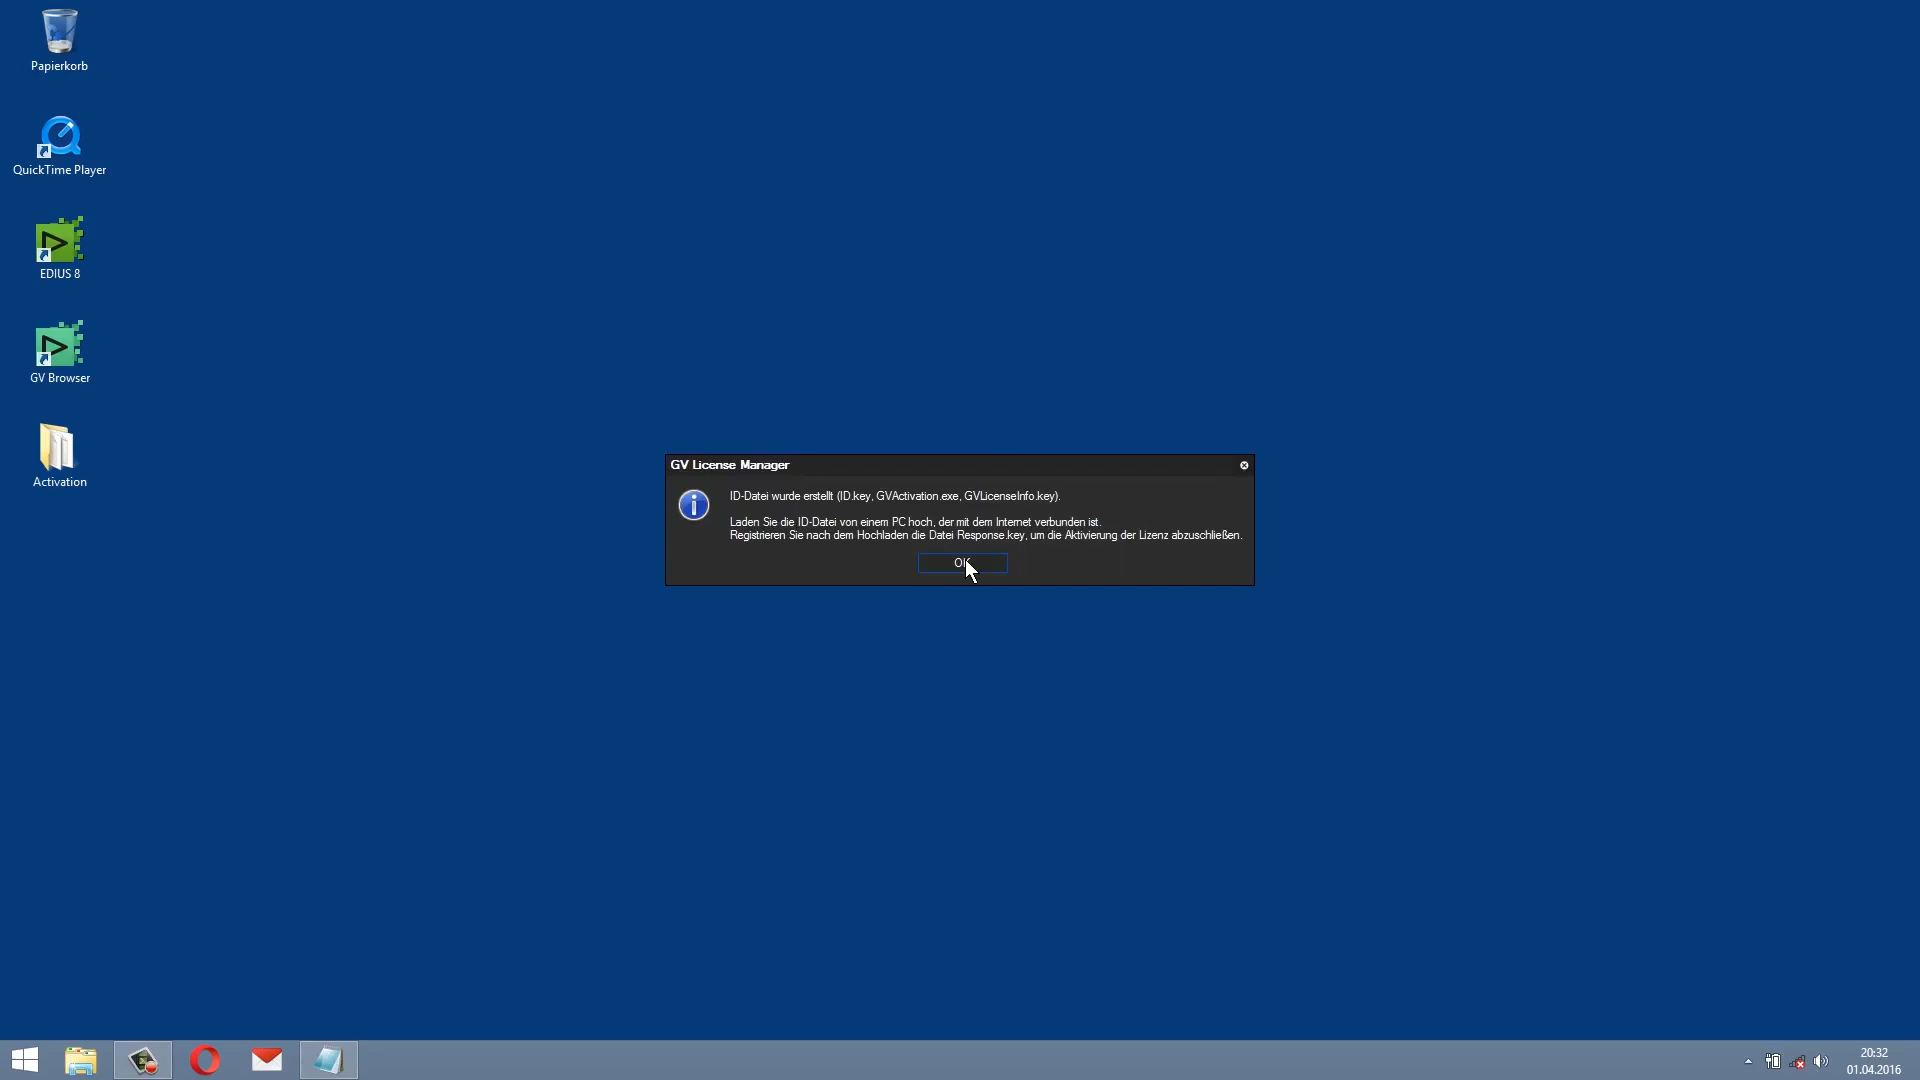 Papierkorb
QuickTime Player
EDIUS 8
GV Browser
Activation
GV License Manager
ID-Datei wurde erstellt (ID.key, GVActivation.exe, GVLicenseInfo.key).
Laden Sie die ID-Datei von einem PC hoch, der mit dem Internet verbunden ist.
Registrieren Sie nach dem Hochladen die Datei Response.key, um die Aktivierung der Lizenz abzuschließen.
OK
20:32
01.04.2016